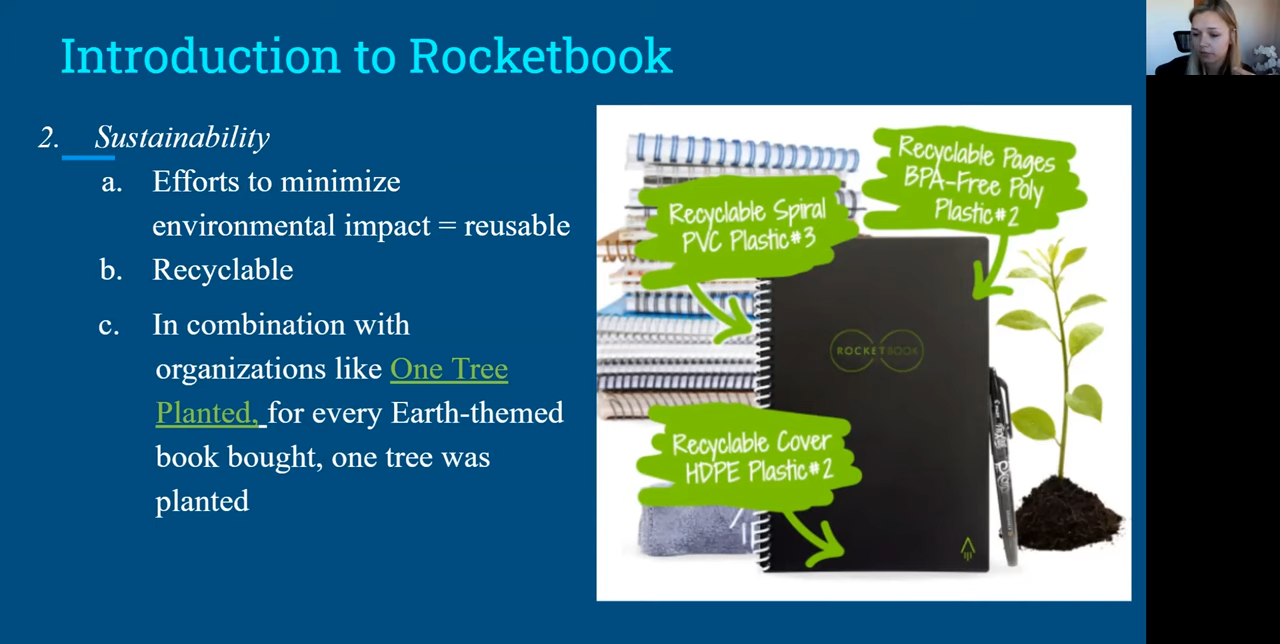 Introduction to Rocketbook
2. Sustainability
a. Efforts to minimize
environmental impact = reusable
b. Recyclable
c. In combination with
organizations like One Tree
Planted, for every Earth-themed
book bought, one tree was
planted
Recyclable Pages
BPA-Free Poly
Plastic#2
Recyclable Spiral
PVC Plastic#3
ROCKETBOOK
Recyclable Cover
HDPE Plastic#2